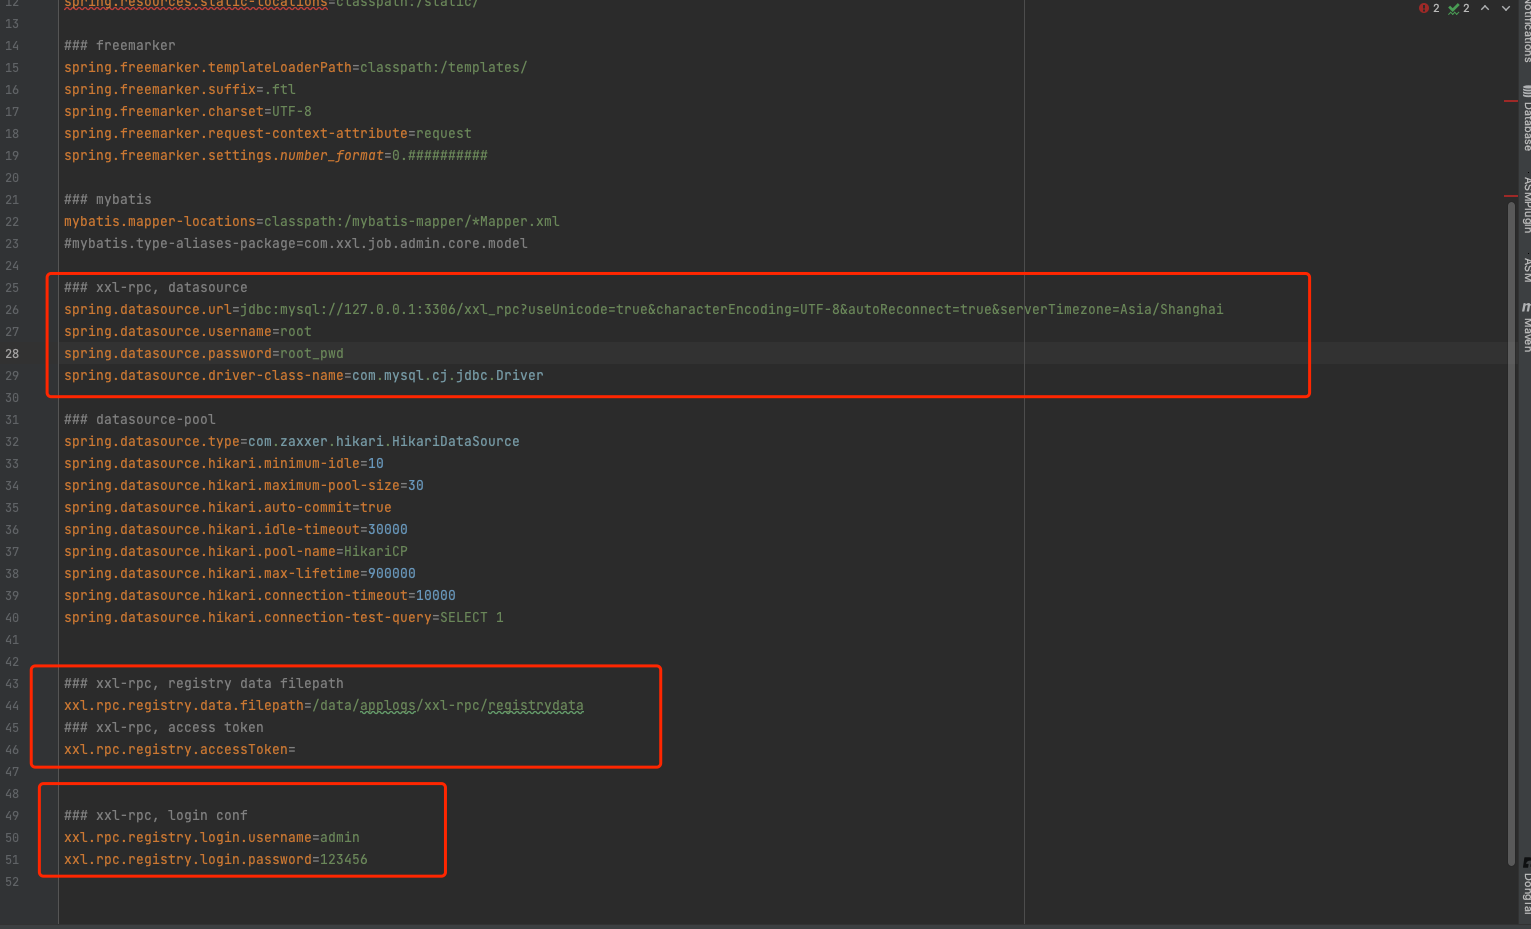 12 spring.resources.static-locations=classpath:/static/
2 2
13
14 ### freemarker
15 spring.freemarker.templateLoaderPath=classpath:/templates/
16 spring.freemarker.suffix=.ftl
17 spring.freemarker.charset=UTF-8
18 spring.freemarker.request-context-attribute=request
19 spring.freemarker.settings.number_format=0.##########
20
21 ### mybatis
22 mybatis.mapper-locations=classpath:/mybatis-mapper/*Mapper.xml
23 #mybatis.type-aliases-package=com.xxl.job.admin.core.model
24
25 ### xxl-rpc, datasource
26 spring.datasource.url=jdbc:mysql://127.0.0.1:3306/xxl_rpc?useUnicode=true&characterEncoding=UTF-8&autoReconnect=true&serverTimezone=Asia/Shanghai
27 spring.datasource.username=root
28 spring.datasource.password=root_pwd
29 spring.datasource.driver-class-name=com.mysql.cj.jdbc.Driver
30
31 ### datasource-pool
32 spring.datasource.type=com.zaxxer.hikari.HikariDataSource
33 spring.datasource.hikari.minimum-idle=10
34 spring.datasource.hikari.maximum-pool-size=30
35 spring.datasource.hikari.auto-commit=true
36 spring.datasource.hikari.idle-timeout=30000
37 spring.datasource.hikari.pool-name=HikariCP
38 spring.datasource.hikari.max-lifetime=900000
39 spring.datasource.hikari.connection-timeout=10000
40 spring.datasource.hikari.connection-test-query=SELECT 1
41
42
43 ### xxl-rpc, registry data filepath
44 xxl.rpc.registry.data.filepath=/data/applogs/xxl-rpc/registrydata
45 ### xxl-rpc, access token
46 xxl.rpc.registry.accessToken=
47
48
49 ### xxl-rpc, login conf
50 xxl.rpc.registry.login.username=admin
51 xxl.rpc.registry.login.password=123456
52
Notifications
Database
ASMPlugin
ASM
Maven
DongTai